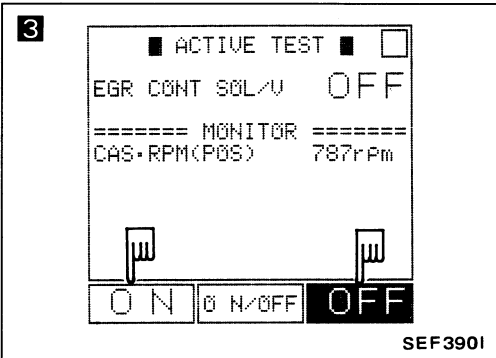 3
■ ACTIVE TEST ■ □
EGR CONT SOL/V OFF
======= MONITOR =======
CAS•RPM(POS) 787rpm
ON ON/OFF OFF
SEF390I